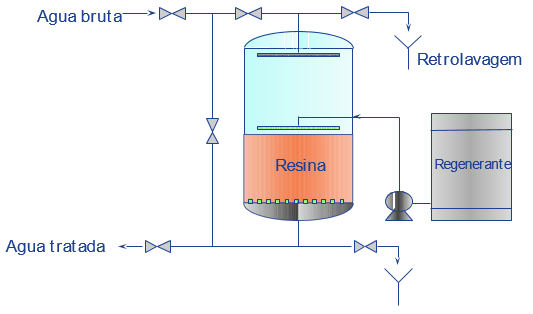 Agua bruta
Retrolavagem
Resina
Regenerante
Agua tratada